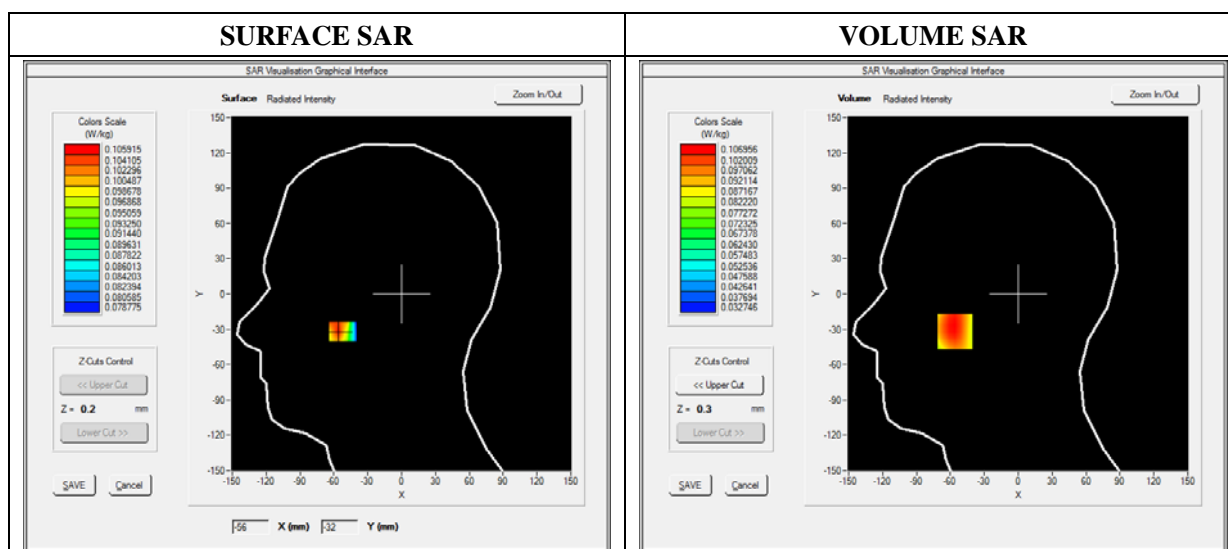 SURFACE SAR
SAR Visualisation Graphical Interface
Surface Radiated Intensity
Zoom In/Out
Colors Scale
(W/kg)
0.105915
0.104105
0.102296
0.100487
0.098678
0.096868
0.095059
0.093250
0.091440
0.089631
0.087822
0.086013
0.084203
0.082394
0.080585
0.078775
150
120
90
60
30
Y 0
-30
-60
-90
-120
-150
-150 -120 -90 -60 -30 0 30 60 90 120 150
X
Z-Cuts Control
<< Upper Cut
Z = 0.2 mm
Lower Cut >>
SAVE Cancel
-56 X (mm) -32 Y (mm)
VOLUME SAR
SAR Visualisation Graphical Interface
Volume Radiated Intensity
Zoom In/Out
Colors Scale
(W/kg)
0.106956
0.102009
0.097062
0.092114
0.087167
0.082220
0.077272
0.072325
0.067378
0.062430
0.057483
0.052536
0.047588
0.042641
0.037694
0.032746
150
120
90
60
30
Y 0
-30
-60
-90
-120
-150
-150 -120 -90 -60 -30 0 30 60 90 120 150
X
Z-Cuts Control
<< Upper Cut
Z = 0.3 mm
Lower Cut >>
SAVE Cancel